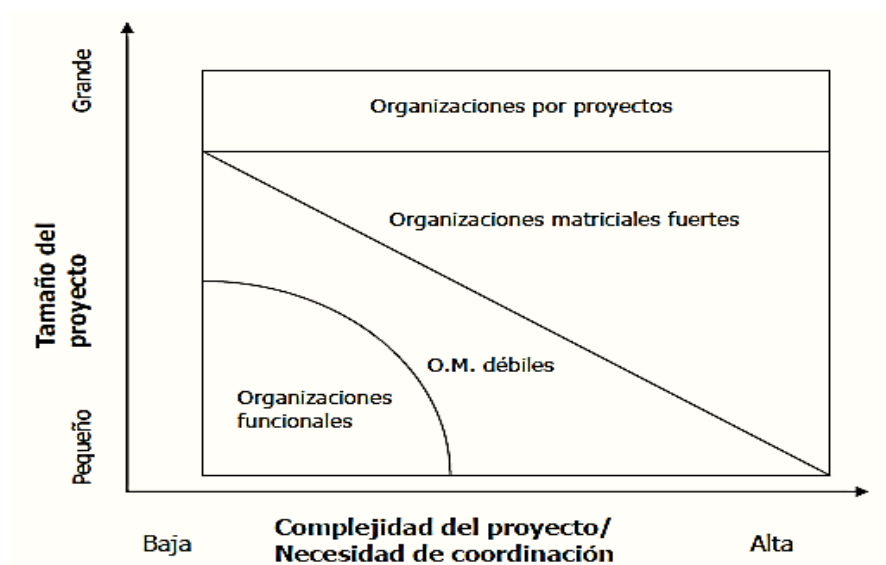 Grande
Organizaciones por proyectos
Organizaciones matriciales fuertes
Tamaño del
proyecto
O.M. débiles
Organizaciones
funcionales
Pequeño
Baja
Complejidad del proyecto/
Necesidad de coordinación
Alta